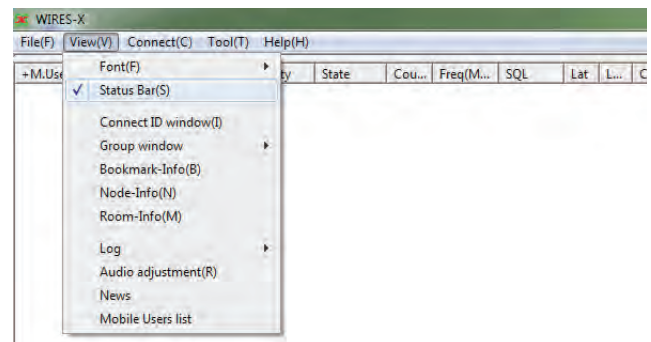 WIRES-X
File(F) View(V) Connect(C) Tool(T) Help(H)
+M.Use ty State Cou... Freq(M... SQL Lat L... C
Font(F)
✓ Status Bar(S)
Connect ID window(I)
Group window
Bookmark-Info(B)
Node-Info(N)
Room-Info(M)
Log
Audio adjustment(R)
News
Mobile Users list